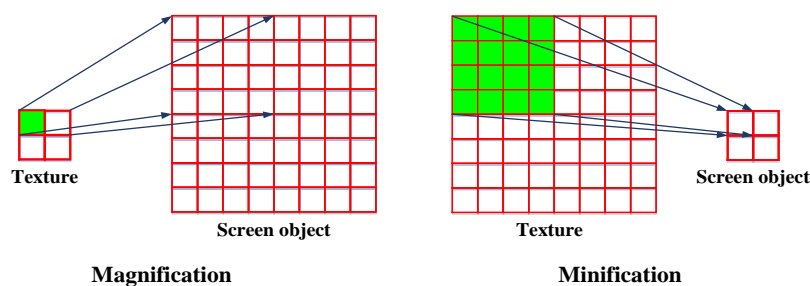 Texture
Screen object
Magnification
Texture
Screen object
Minification